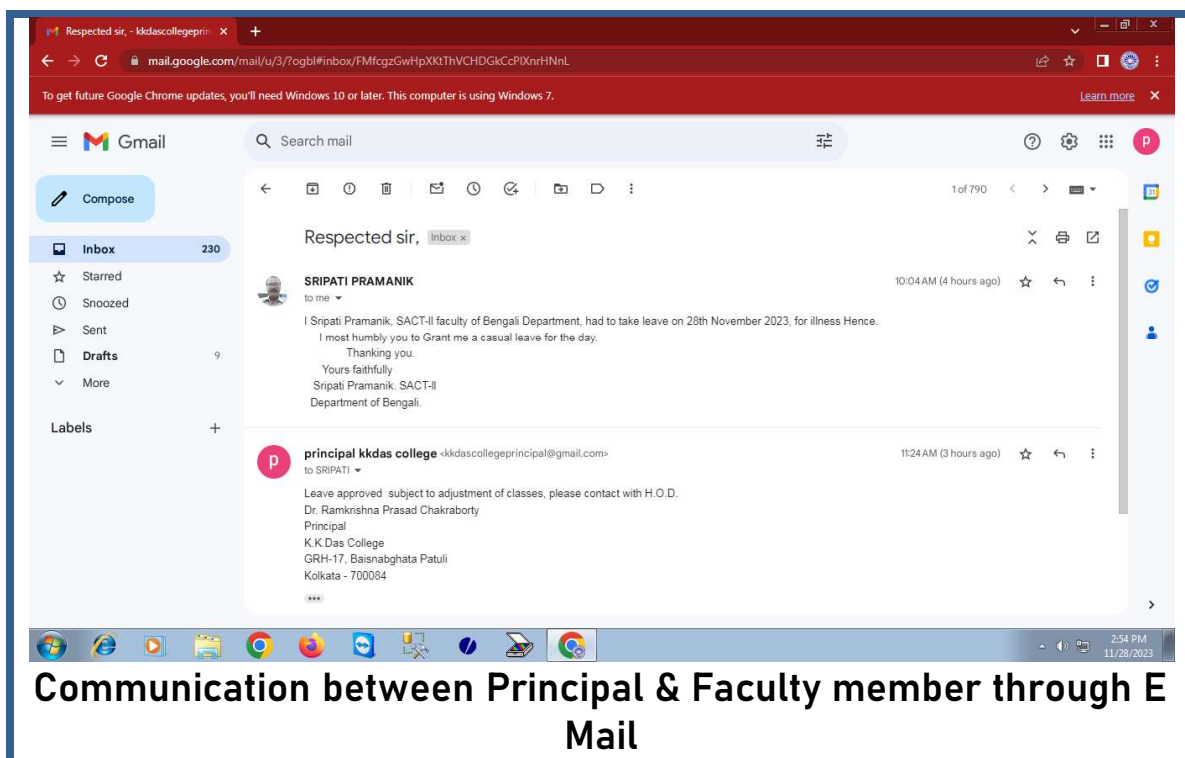 Respected sir, - kkdascollegeprin
mail.google.com/mail/u/3/?ogbl#inbox/FMfcgzGwHpXKtThVCHDGkCcPlXnrHNnL
To get future Google Chrome updates, you'll need Windows 10 or later. This computer is using Windows 7.
Learn more
Gmail
Search mail
P
Compose
1 of 790
31
Inbox 230
Starred
Snoozed
Sent
Drafts 9
More
Labels
Respected sir, Inbox x
SRIPATI PRAMANIK
10:04 AM (4 hours ago)
to me
I Sripati Pramanik, SACT-II faculty of Bengali Department, had to take leave on 28th November 2023, for illness Hence.
I most humbly you to Grant me a casual leave for the day.
Thanking you.
Yours faithfully
Sripati Pramanik. SACT-II
Department of Bengali.
p
principal kkdas college <kkdascollegeprincipal@gmail.com>
11:24 AM (3 hours ago)
to SRIPATI
Leave approved subject to adjustment of classes, please contact with H.O.D.
Dr. Ramkrishna Prasad Chakraborty
Principal
K.K.Das College
GRH-17, Baisnabghata Patuli
Kolkata - 700084
2:54 PM
11/28/2023
Communication between Principal & Faculty member through E
Mail